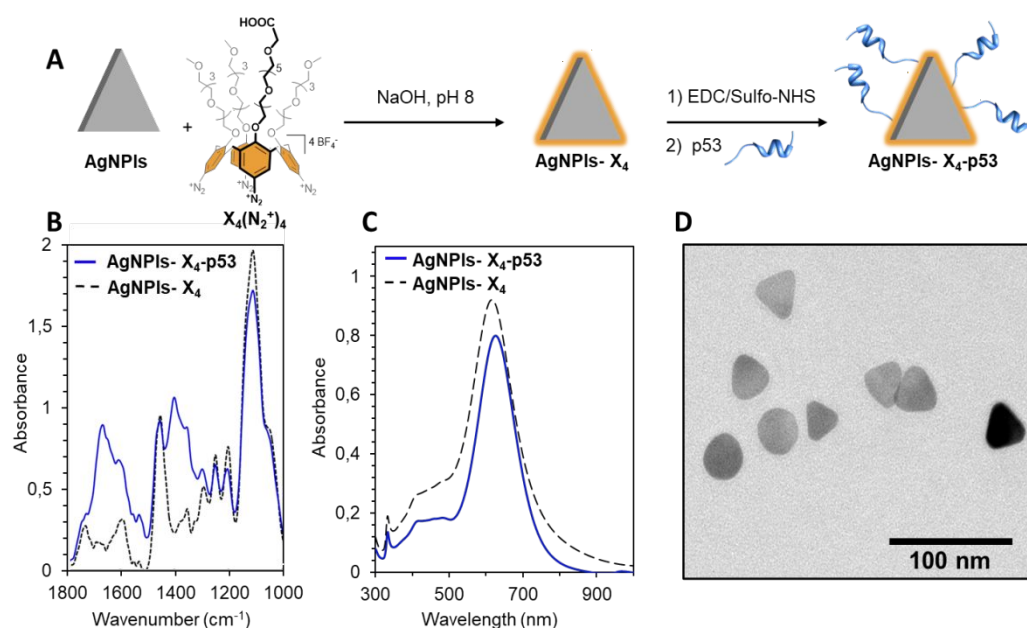 A
HOOC
O
O
3
3
5
3
O
O
O
O
O
O
O
O
+
4 BF₄⁻
⁺N₂
N₂⁺
⁺N₂
AgNPls
X₄(N₂⁺)₄
NaOH, pH 8
AgNPls- X₄
1) EDC/Sulfo-NHS
2) p53
AgNPls- X₄-p53
B
AgNPls- X₄-p53
AgNPls- X₄
2
1,5
1
0,5
0
Absorbance
1800 1600 1400 1200 1000
Wavenumber (cm⁻¹)
C
AgNPls- X₄-p53
AgNPls- X₄
1
0,8
0,6
0,4
0,2
0
Absorbance
300 500 700 900
Wavelength (nm)
D
100 nm